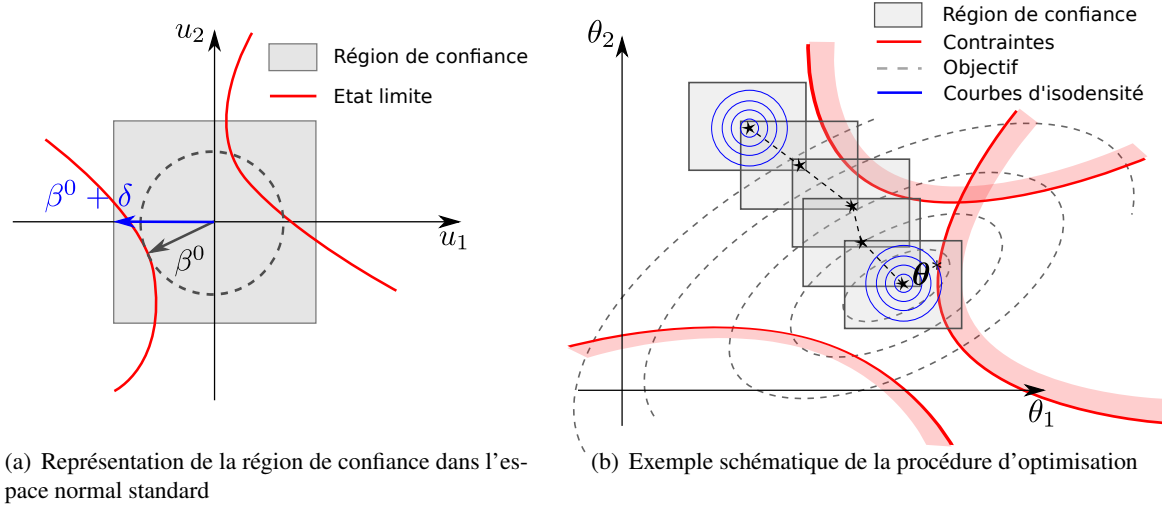 u₂
Région de confiance
Etat limite
β⁰ + δ
u₁
β⁰
(a) Représentation de la région de confiance dans l'es-
pace normal standard
θ₂
Région de confiance
Contraintes
Objectif
Courbes d'isodensité
θ*
θ₁
(b) Exemple schématique de la procédure d'optimisation